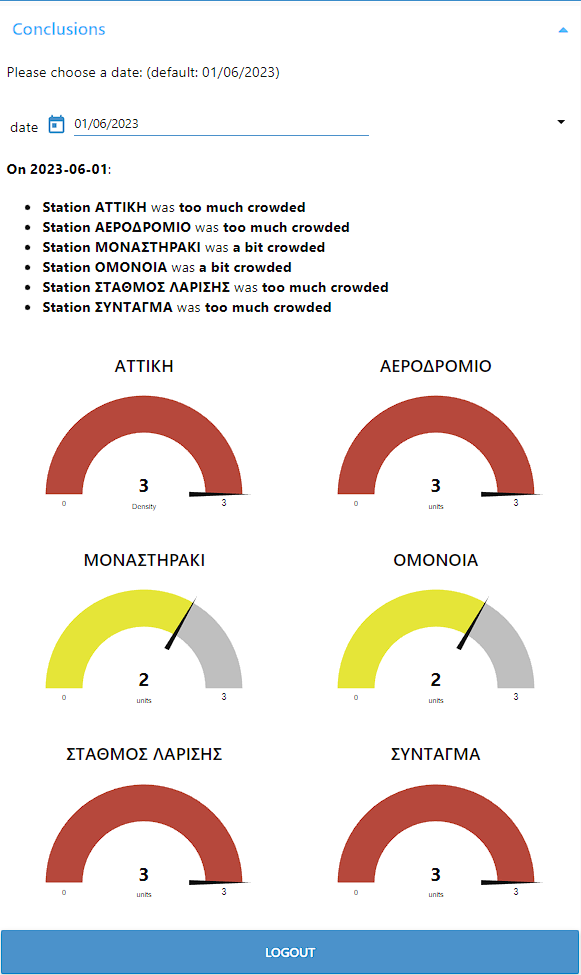 Conclusions
Please choose a date: (default: 01/06/2023)
date 01/06/2023
On 2023-06-01:
Station ΑΤΤΙΚΗ was too much crowded
Station ΑΕΡΟΔΡΟΜΙΟ was too much crowded
Station ΜΟΝΑΣΤΗΡΑΚΙ was a bit crowded
Station ΟΜΟΝΟΙΑ was a bit crowded
Station ΣΤΑΘΜΟΣ ΛΑΡΙΣΗΣ was too much crowded
Station ΣΥΝΤΑΓΜΑ was too much crowded
ΑΤΤΙΚΗ
3
Density
0 3
ΑΕΡΟΔΡΟΜΙΟ
3
units
0 3
ΜΟΝΑΣΤΗΡΑΚΙ
2
units
0 3
ΟΜΟΝΟΙΑ
2
units
0 3
ΣΤΑΘΜΟΣ ΛΑΡΙΣΗΣ
3
units
0 3
ΣΥΝΤΑΓΜΑ
3
units
0 3
LOGOUT